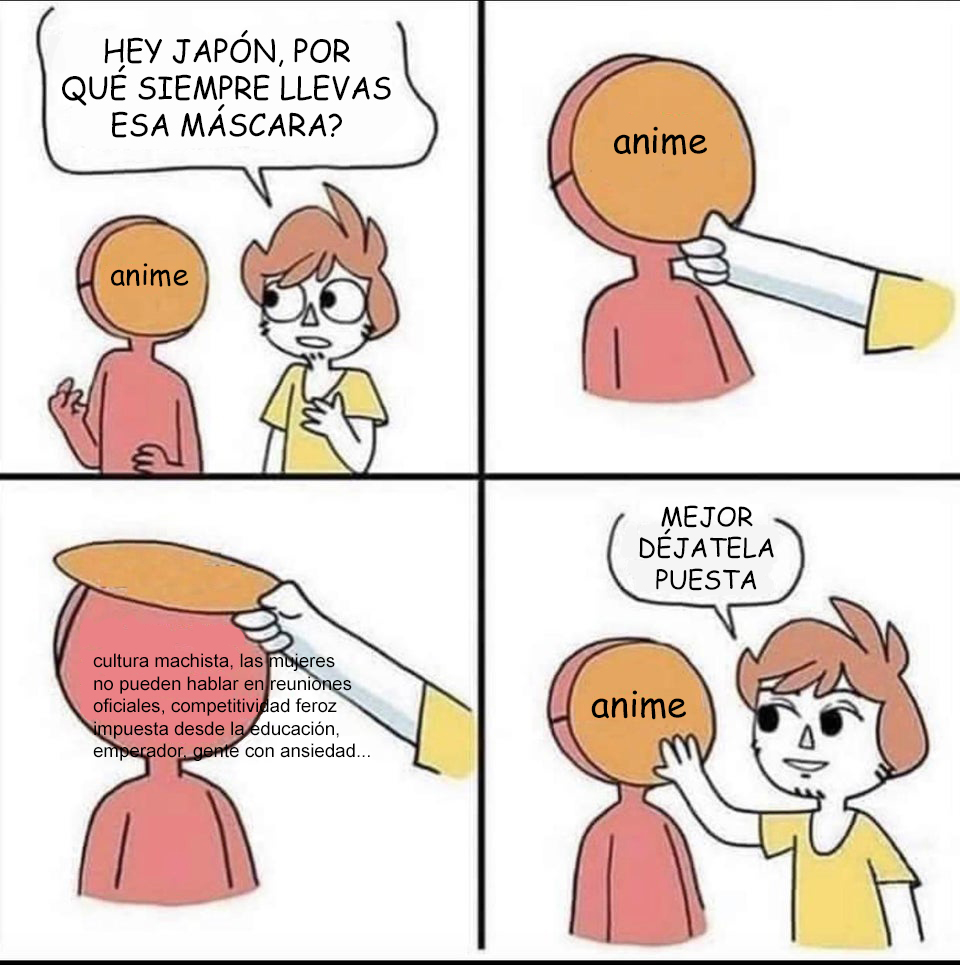 HEY JAPÓN, POR
QUÉ SIEMPRE LLEVAS
ESA MÁSCARA?
anime
anime
cultura machista, las mujeres
no pueden hablar en reuniones
oficiales, competitividad feroz
impuesta desde la educación,
emperador, gente con ansiedad...
MEJOR
DÉJATELA
PUESTA
anime